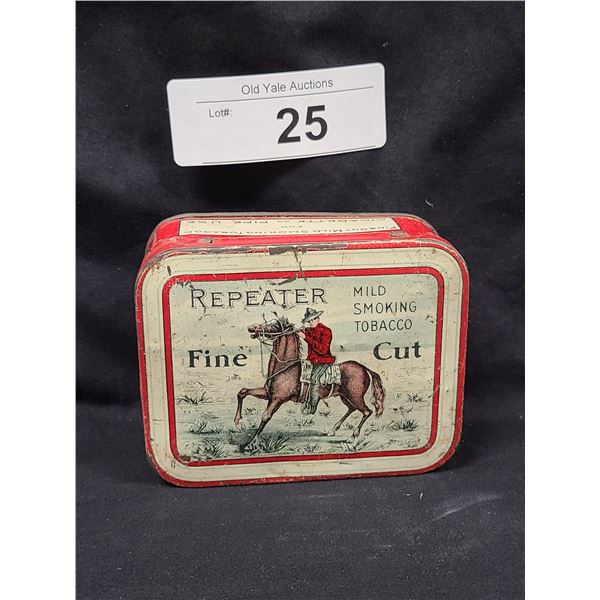 Old Yale Auctions
Lot#:
25
REPEATER
MILD
SMOKING
TOBACCO
Fine Cut